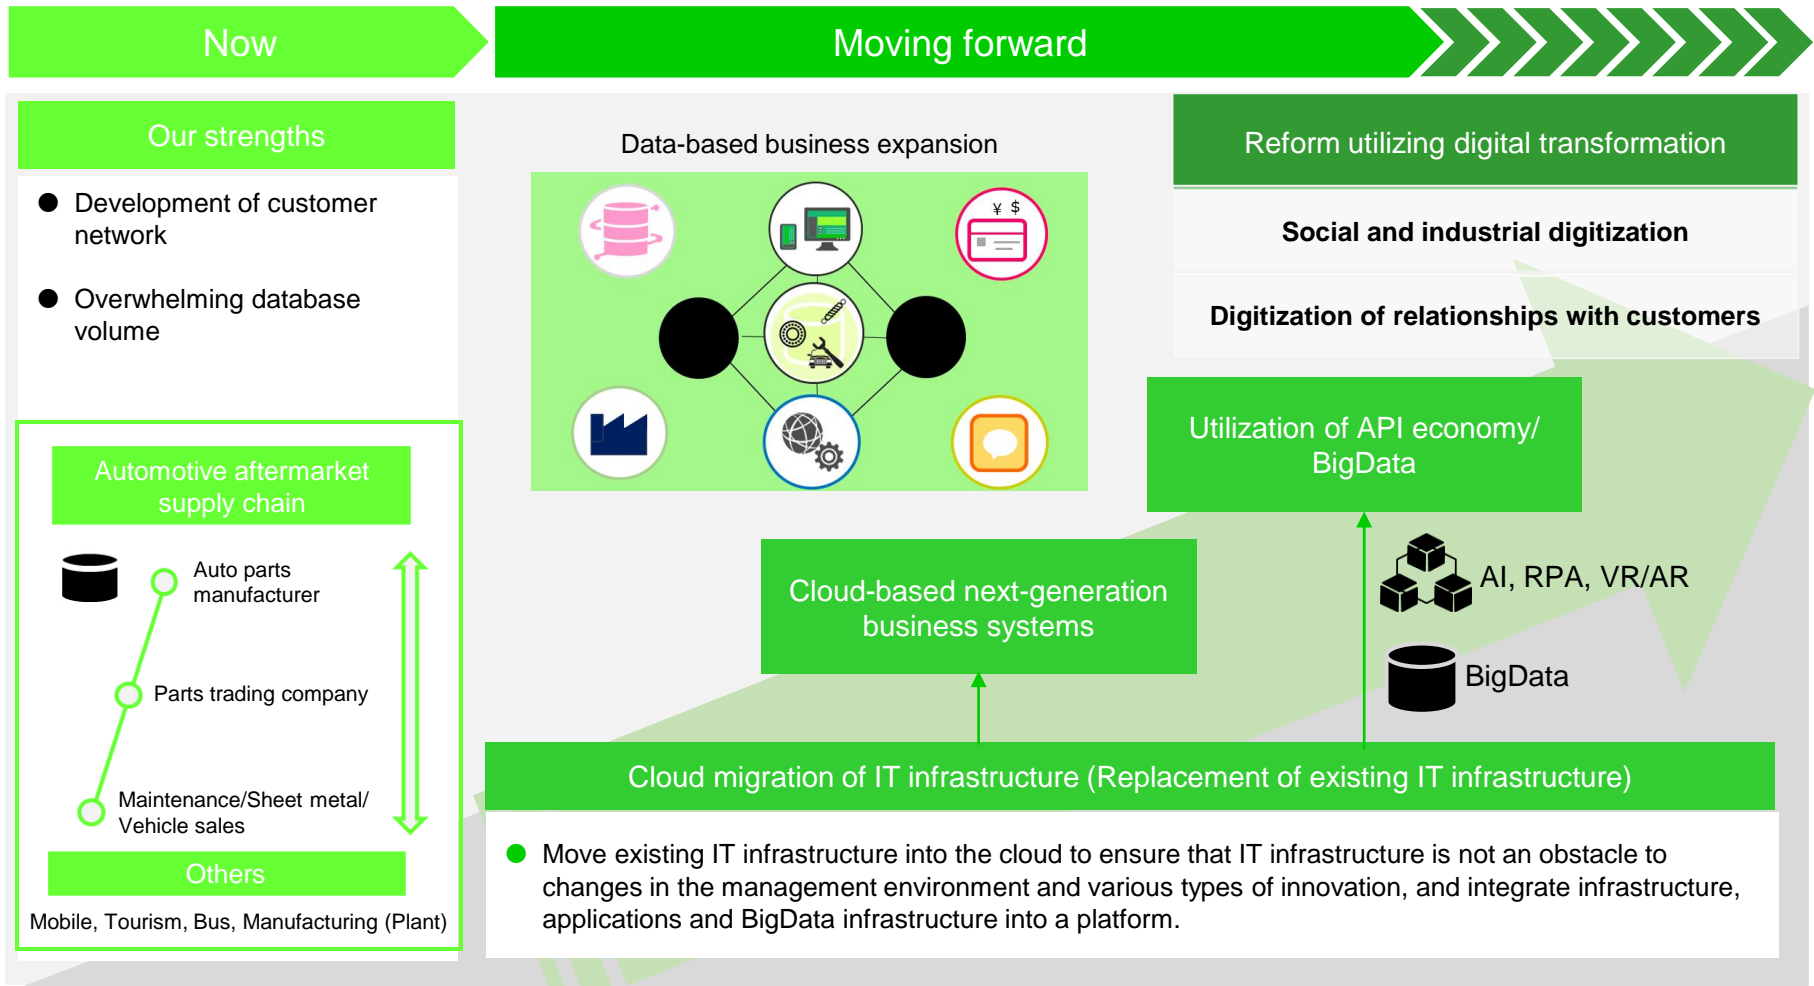 Now
Moving forward
Our strengths
● Development of customer
network
● Overwhelming database
volume
Automotive aftermarket
supply chain
Auto parts
manufacturer
Parts trading company
Maintenance/Sheet metal/
Vehicle sales
Others
Mobile, Tourism, Bus, Manufacturing (Plant)
Data-based business expansion
¥ $
Reform utilizing digital transformation
Social and industrial digitization
Digitization of relationships with customers
Utilization of API economy/
BigData
Cloud-based next-generation
business systems
AI, RPA, VR/AR
BigData
Cloud migration of IT infrastructure (Replacement of existing IT infrastructure)
● Move existing IT infrastructure into the cloud to ensure that IT infrastructure is not an obstacle to
changes in the management environment and various types of innovation, and integrate infrastructure,
applications and BigData infrastructure into a platform.